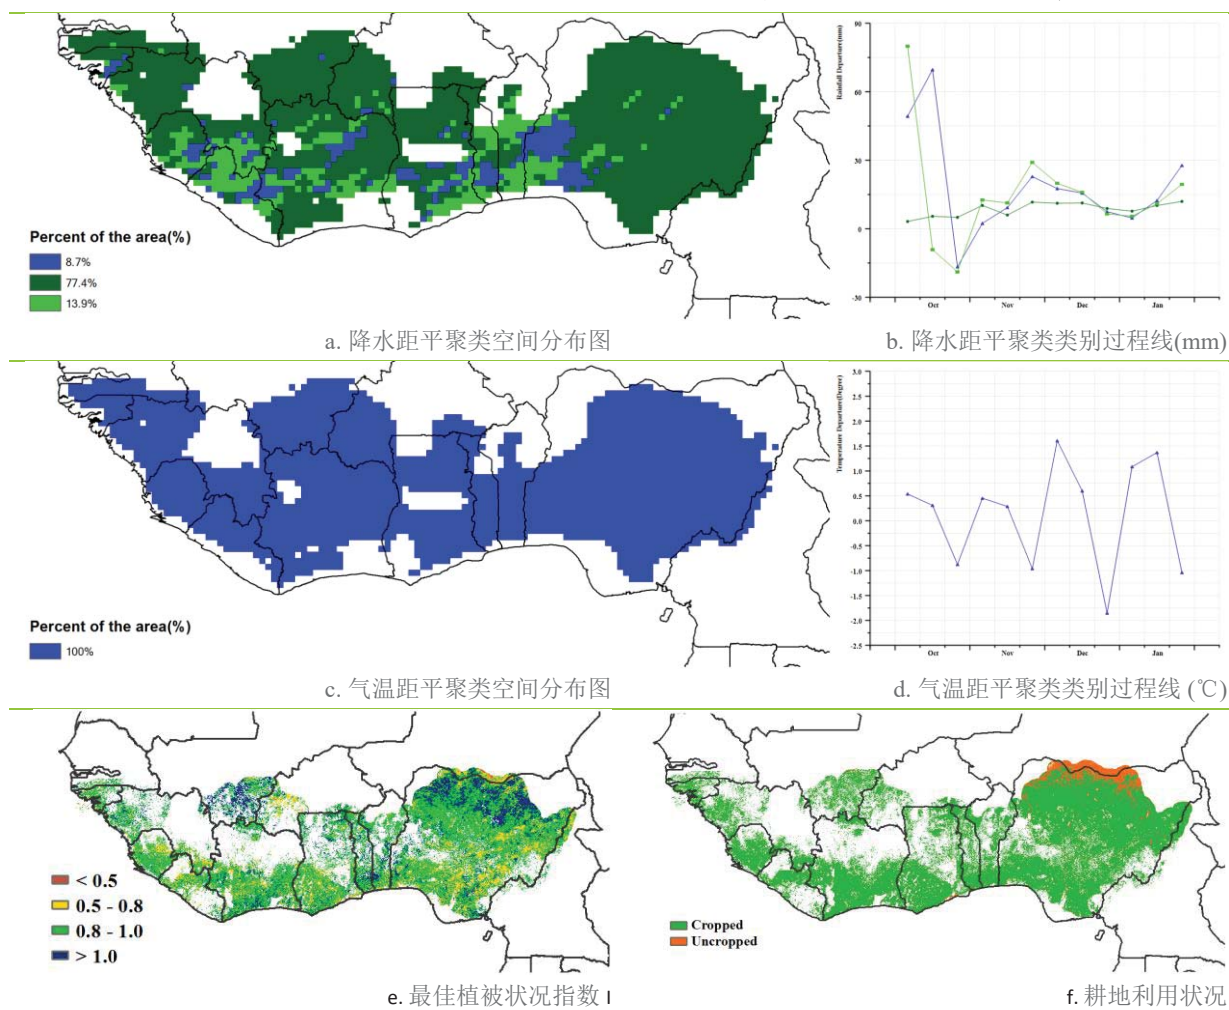 Percent of the area(%)
8.7%
77.4%
13.9%
Rainfall Departure(mm)
90
60
30
0
-30
Oct
Nov
Dec
Jan
a. 降水距平聚类空间分布图
b. 降水距平聚类类别过程线(mm)
Percent of the area(%)
100%
Temperature Departure(Degree)
3.0
2.5
2.0
1.5
1.0
0.5
0.0
-0.5
-1.0
-1.5
-2.0
-2.5
Oct
Nov
Dec
Jan
c. 气温距平聚类空间分布图
d. 气温距平聚类类别过程线 (℃)
< 0.5
0.5 - 0.8
0.8 - 1.0
> 1.0
Cropped
Uncropped
e. 最佳植被状况指数 I
f. 耕地利用状况